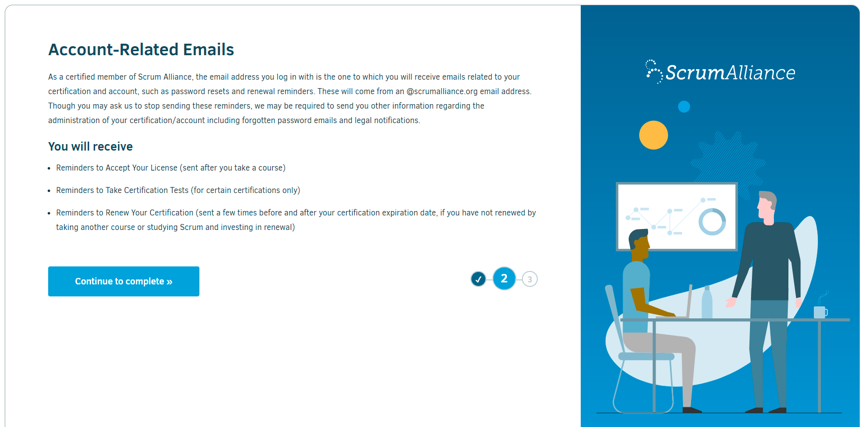 Account-Related Emails
As a certified member of Scrum Alliance, the email address you log in with is the one to which you will receive emails related to your
certification and account, such as password resets and renewal reminders. These will come from an @scrumalliance.org email address.
Though you may ask us to stop sending these reminders, we may be required to send you other information regarding the
administration of your certification/account including forgotten password emails and legal notifications.
You will receive
Reminders to Accept Your License (sent after you take a course)
Reminders to Take Certification Tests (for certain certifications only)
Reminders to Renew Your Certification (sent a few times before and after your certification expiration date, if you have not renewed by
taking another course or studying Scrum and investing in renewal)
Continue to complete »
2
3
ScrumAlliance